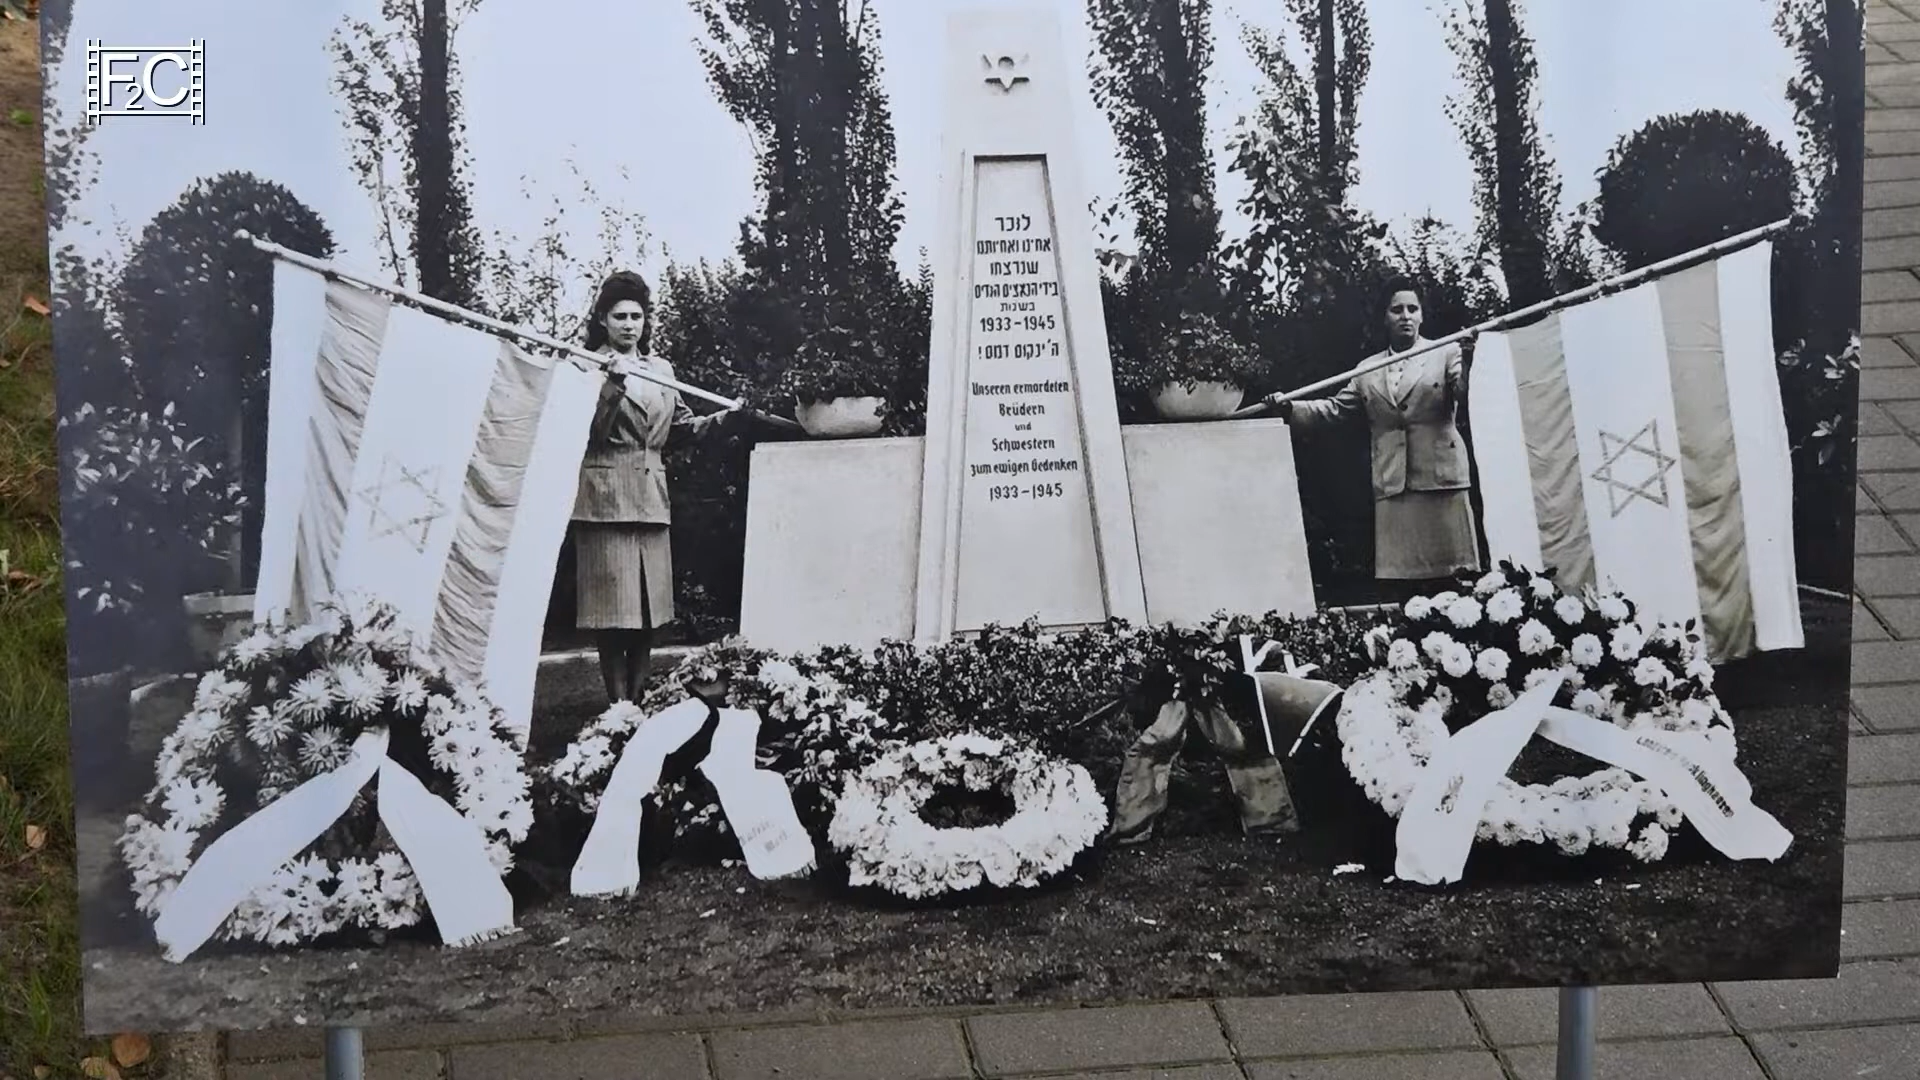 F2C
לזכר
אחינו ואחיותנו
שנרצחו
בידי הנאצים הגדיים
בשנות
1933-1945
ה' ינקום דמם !
Unseren ermordeten
Brüdern
und
Schwestern
zum ewigen Gedenken
1933-1945